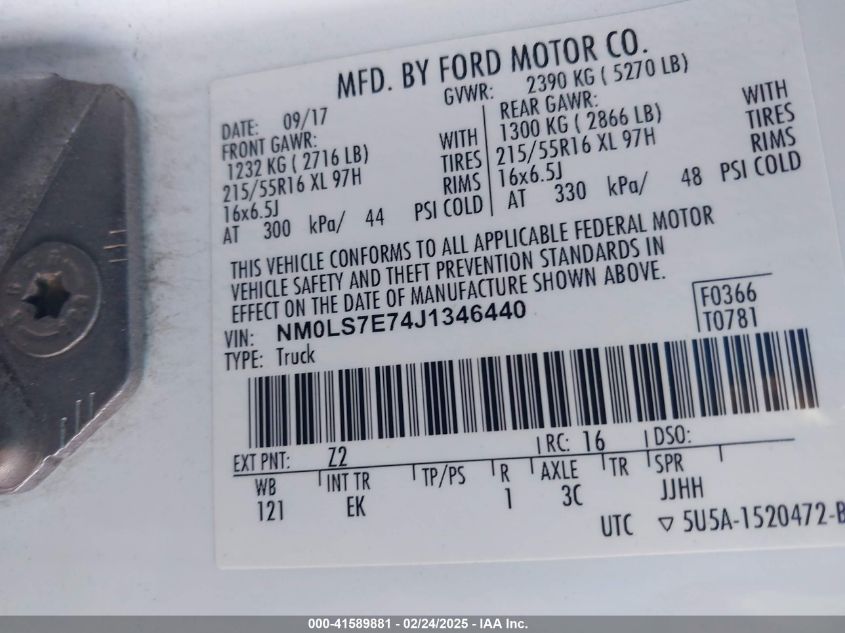 MFD. BY FORD MOTOR CO.
DATE: 09/17 GVWR: 2390 KG ( 5270 LB)
FRONT GAWR: REAR GAWR:
1232 KG ( 2716 LB) WITH 1300 KG ( 2866 LB) WITH
215/55R16 XL 97H TIRES 215/55R16 XL 97H TIRES
16x6.5J RIMS 16x6.5J RIMS
AT 300 kPa/ 44 PSI COLD AT 330 kPa/ 48 PSI COLD
THIS VEHICLE CONFORMS TO ALL APPLICABLE FEDERAL MOTOR
VEHICLE SAFETY AND THEFT PREVENTION STANDARDS IN
EFFECT ON THE DATE OF MANUFACTURE SHOWN ABOVE.
VIN: NM0LS7E74J1346440 F0366
TYPE: Truck T0781
EXT PNT: Z2 RC: 16 DSO:
WB INT TR TP/PS R AXLE TR SPR
121 EK 1 3C JJHH
UTC ▽ 5U5A-1520472-B
000-41589881 - 02/24/2025 - IAA Inc.